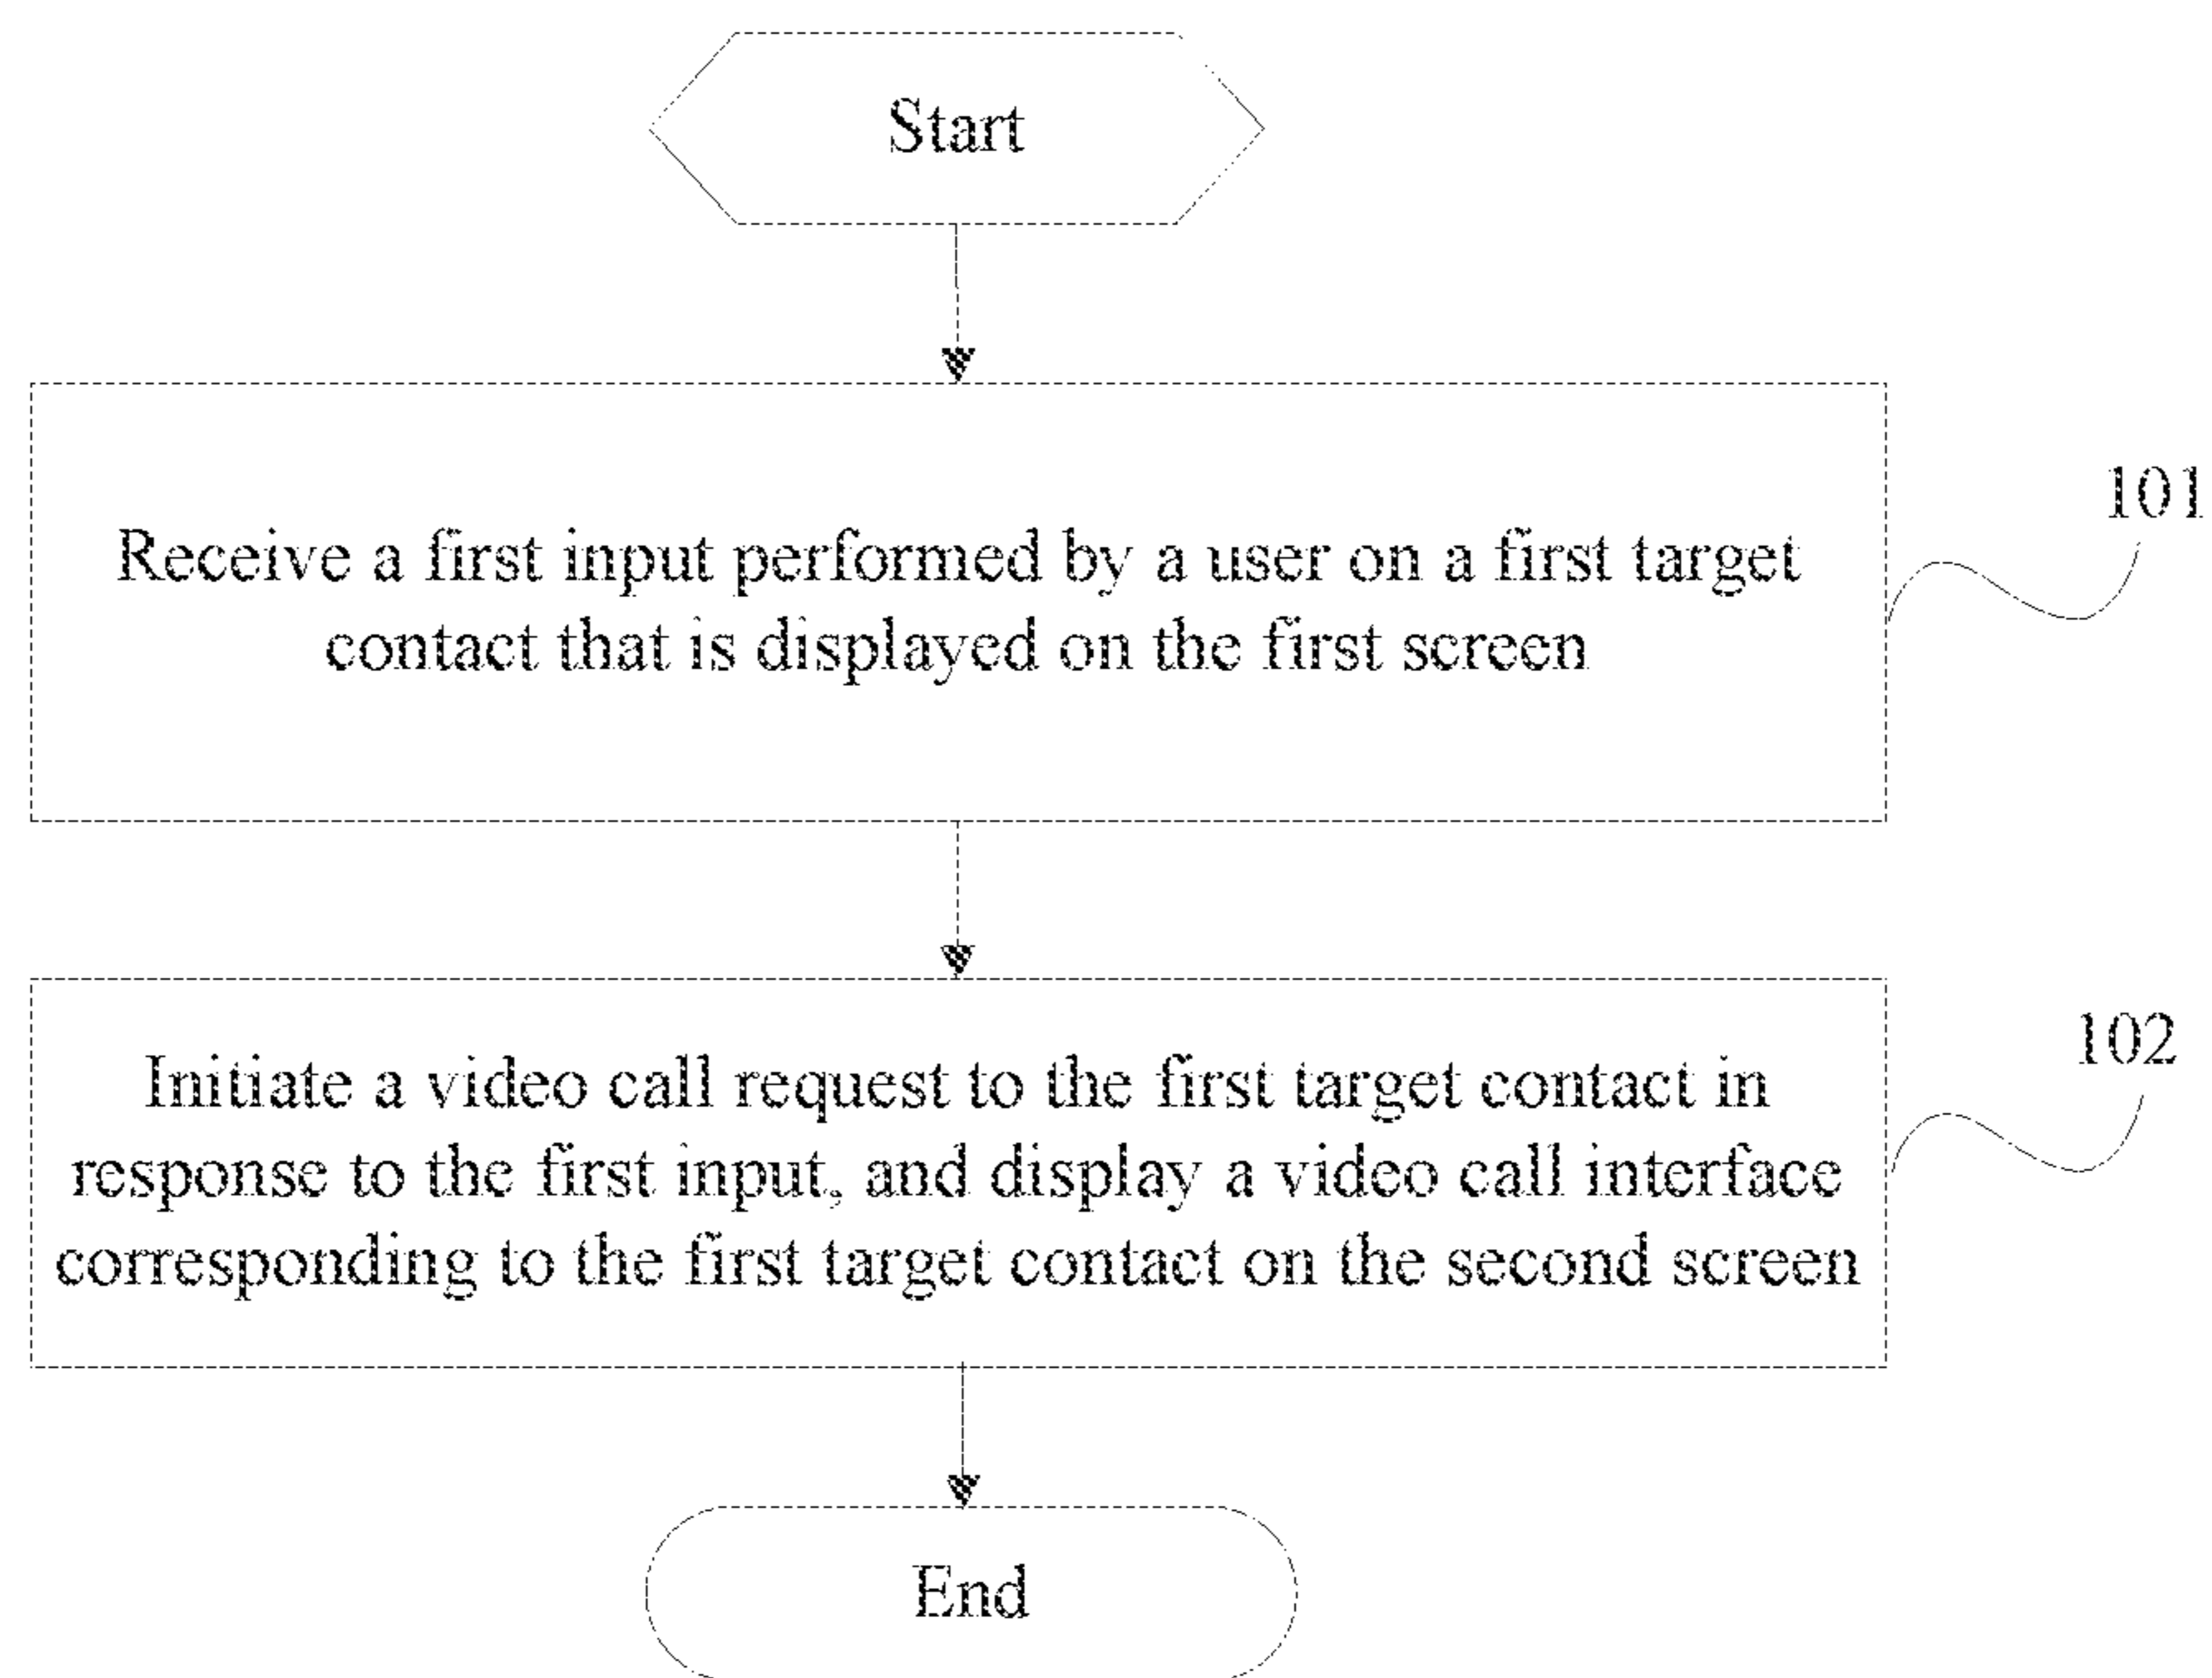 Start
Receive a first input performed by a user on a first target
contact that is displayed on the first screen
101
Initiate a video call request to the first target contact in
response to the first input, and display a video call interface
corresponding to the first target contact on the second screen
102
End